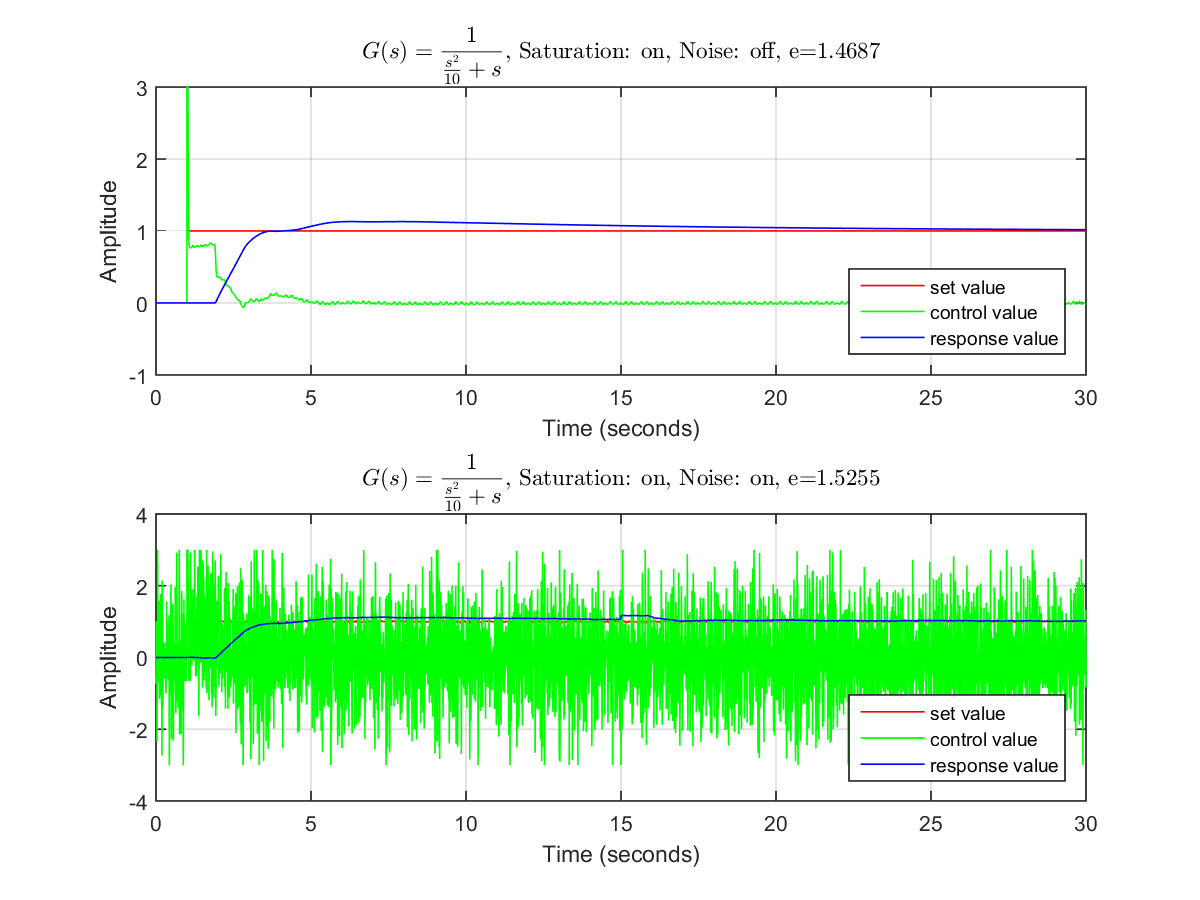 G(s) = 1/(s²/10 + s), Saturation: on, Noise: off, e=1.4687
3
2
1
0
-1
Amplitude
set value
control value
response value
0 5 10 15 20 25 30
Time (seconds)
G(s) = 1/(s²/10 + s), Saturation: on, Noise: on, e=1.5255
4
2
0
-2
-4
Amplitude
set value
control value
response value
0 5 10 15 20 25 30
Time (seconds)